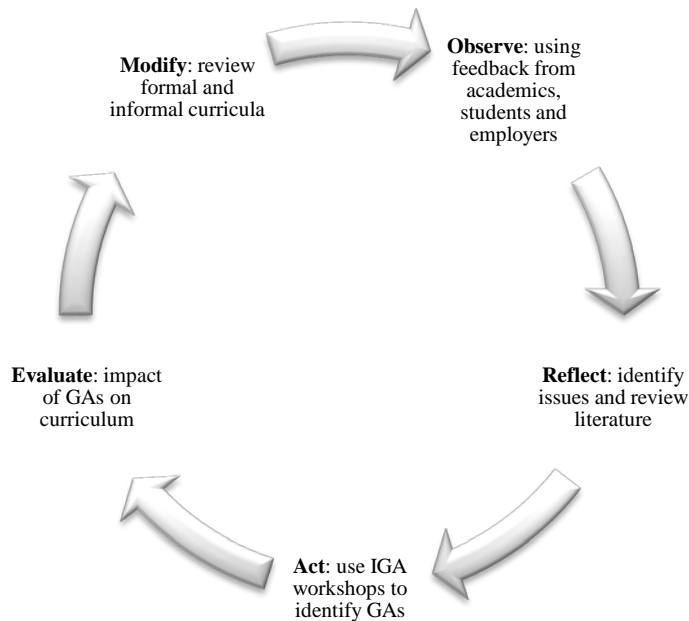 Modify: review
formal and
informal curricula
Observe: using
feedback from
academics,
students and
employers
Reflect: identify
issues and review
literature
Act: use IGA
workshops to
identify GAs
Evaluate: impact
of GAs on
curriculum